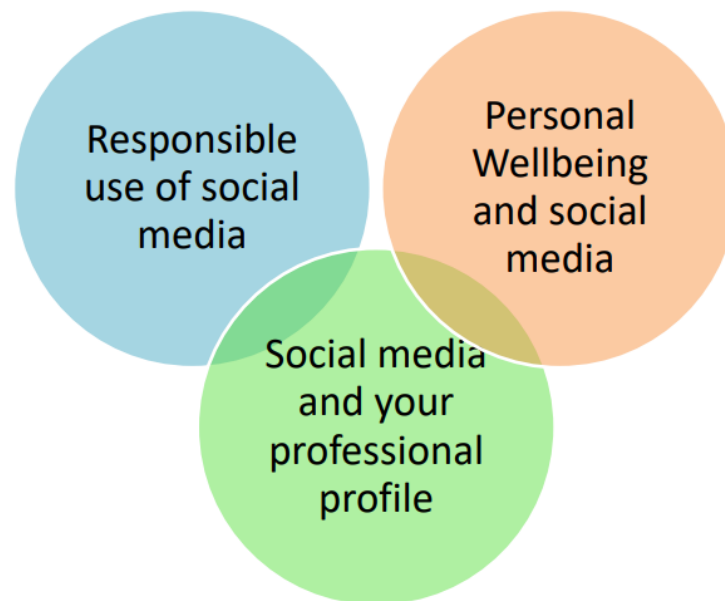 Responsible
use of social
media
Personal
Wellbeing
and social
media
Social media
and your
professional
profile